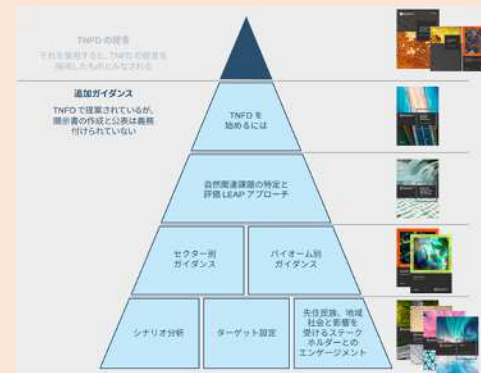 TNFDの提言
それを適用すると、TNFDの提言を
採用したものとみなされる
追加ガイダンス
TNFDで提案されているが、
開示書の作成と公表は義務
付けられていない
TNFDを
始めるには
自然関連課題の特定と
評価 LEAP アプローチ
セクター別
ガイダンス
バイオーム別
ガイダンス
シナリオ分析
ターゲット設定
先住民族、地域
社会と影響を
受けるステーク
ホルダーとの
エンゲージメント